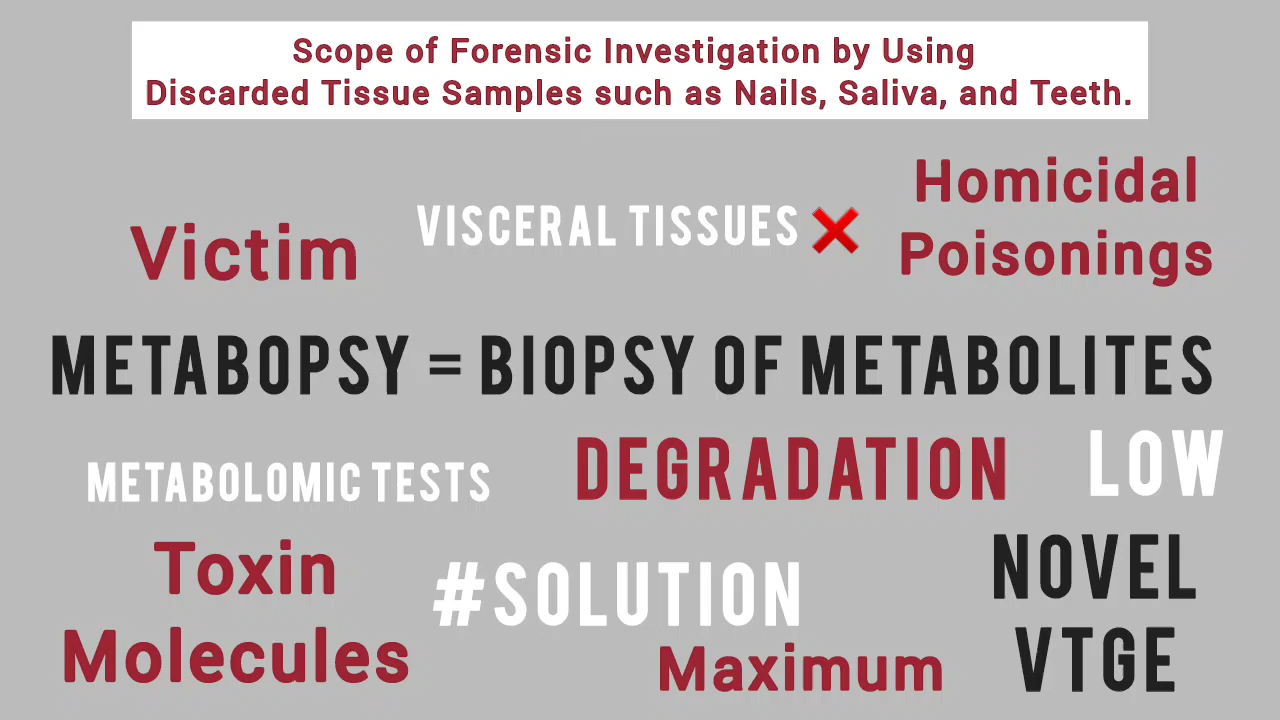 Scope of Forensic Investigation by Using
Discarded Tissue Samples such as Nails, Saliva, and Teeth.
Victim
VISCERAL TISSUES
Homicidal
Poisonings
METABOPSY = BIOPSY OF METABOLITES
METABOLOMIC TESTS
DEGRADATION
LOW
Toxin
Molecules
#SOLUTION
Maximum
NOVEL
VTGE